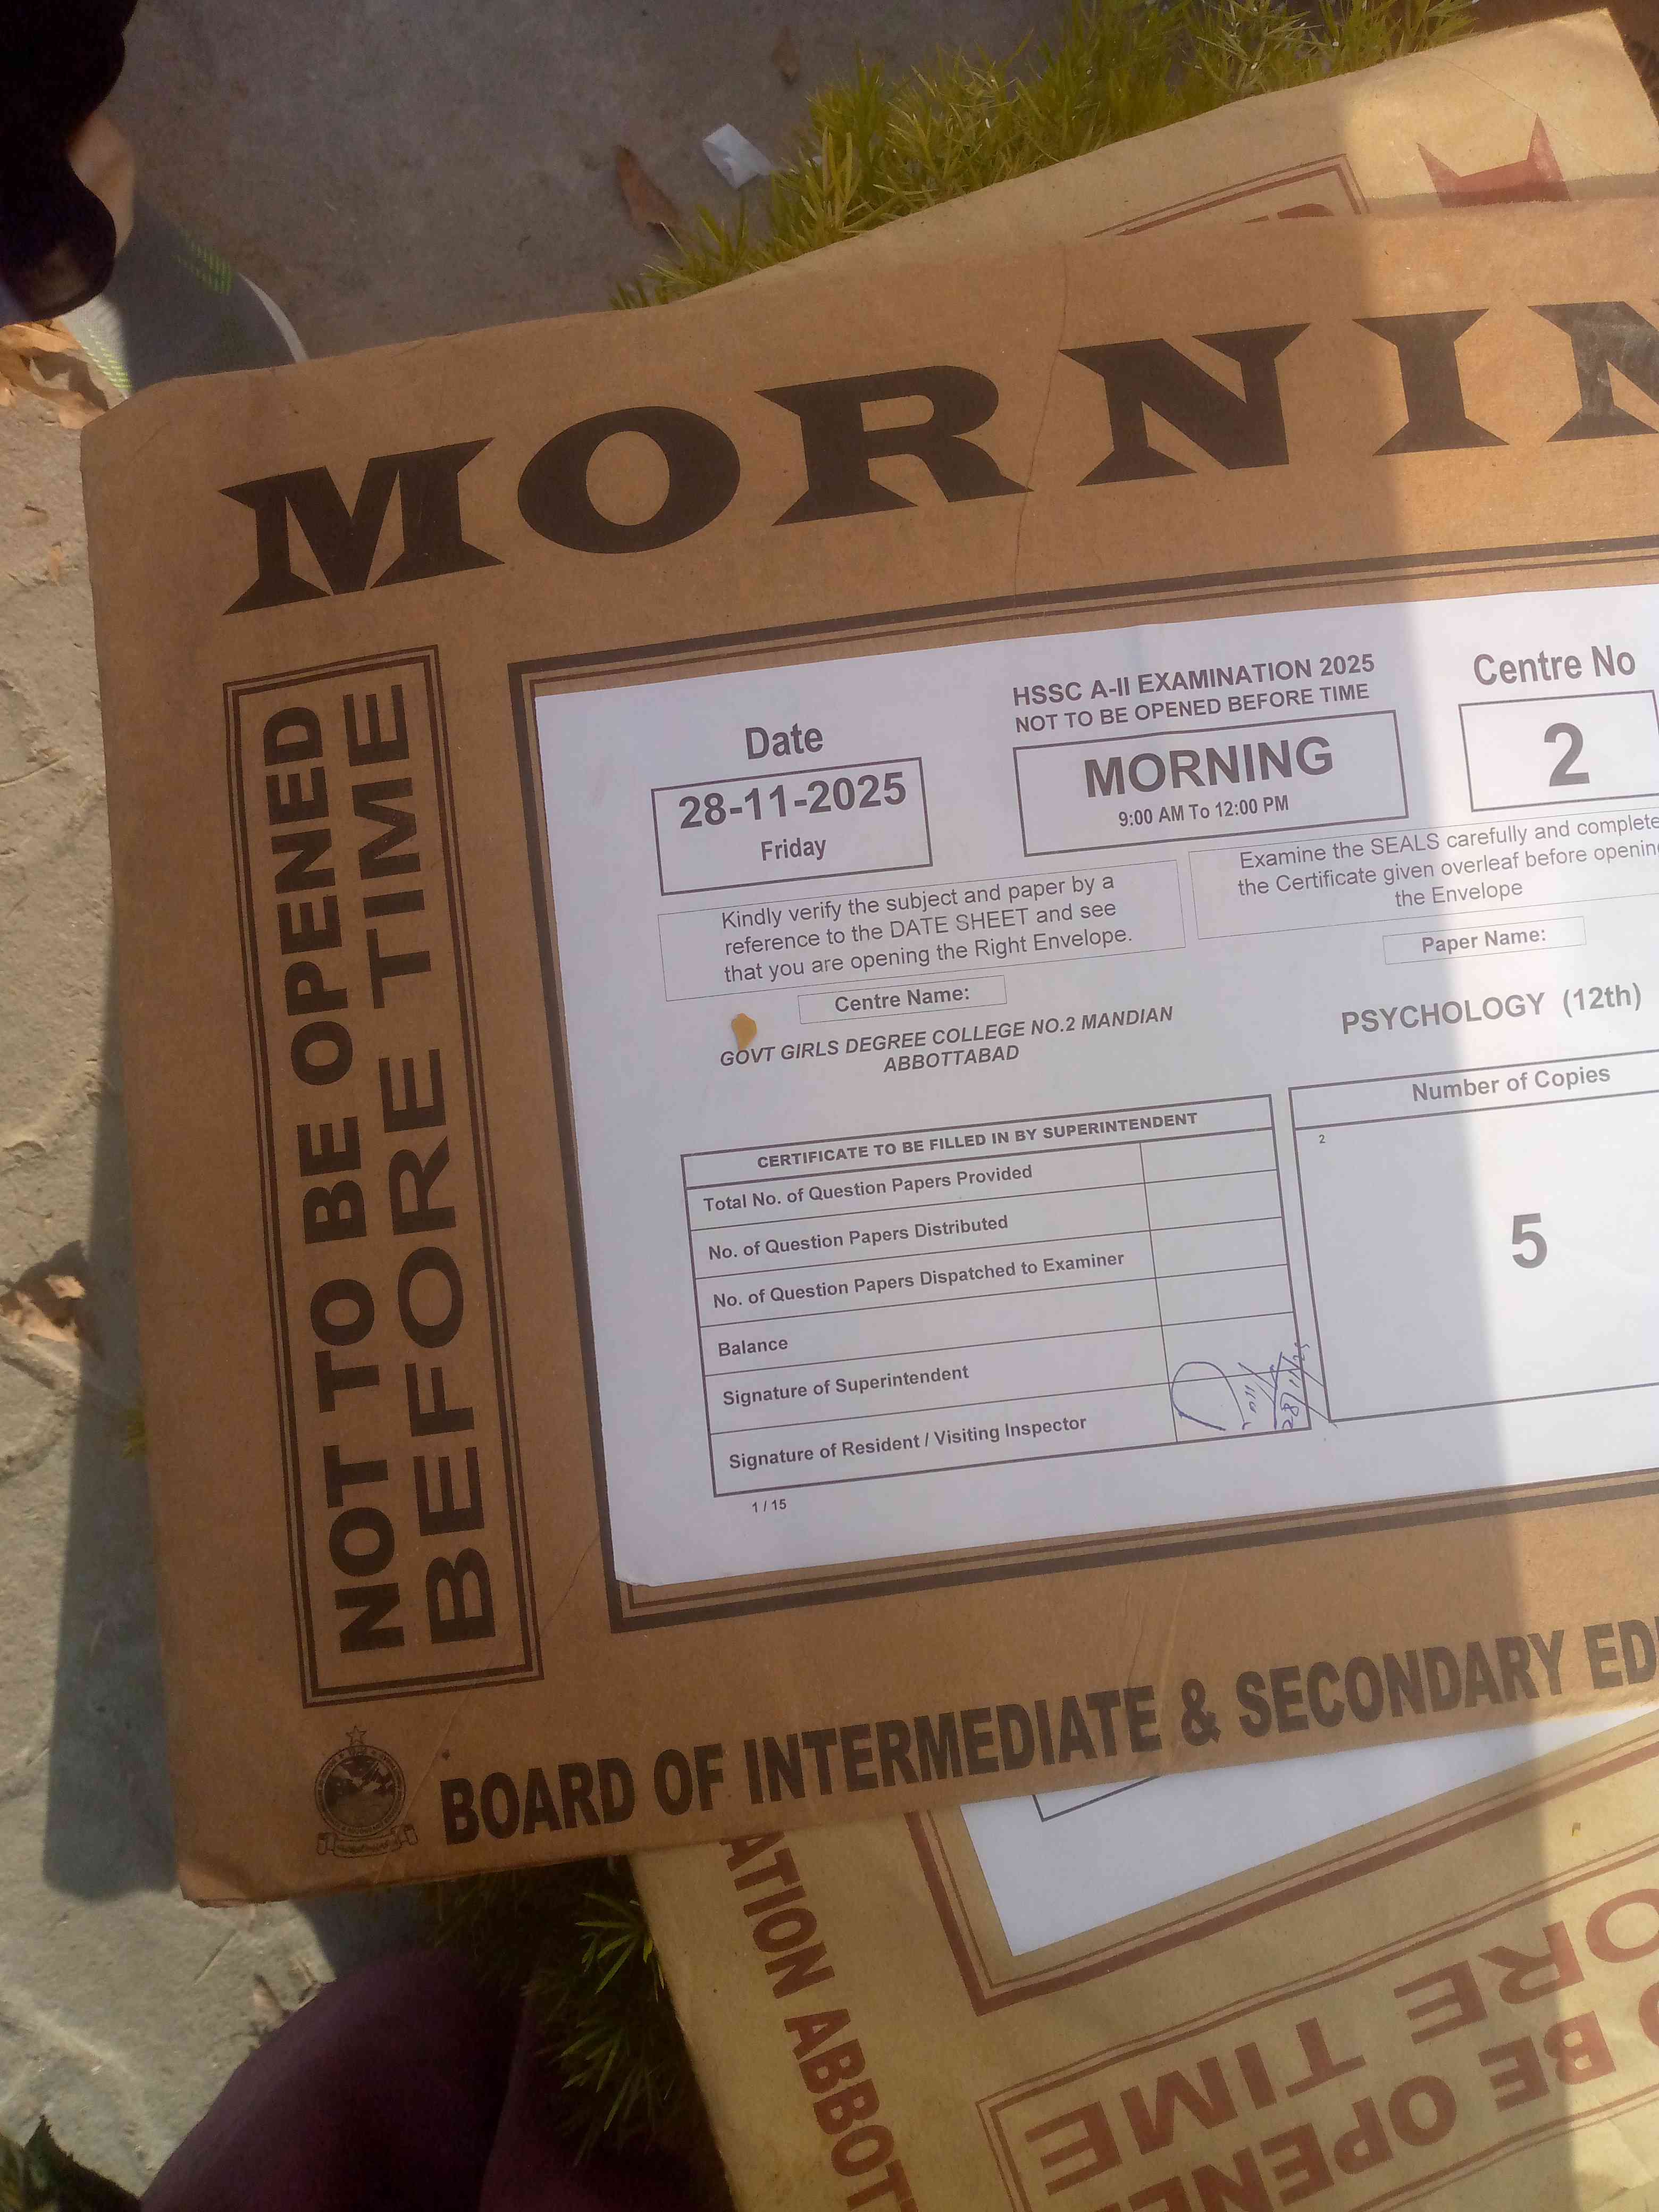 MORNIN
NOT TO BE OPENED
BEFORE TIME
HSSC A-II EXAMINATION 2025
NOT TO BE OPENED BEFORE TIME
Date
28-11-2025
Friday
MORNING
9:00 AM To 12:00 PM
Centre No
2
Kindly verify the subject and paper by a
reference to the DATE SHEET and see
that you are opening the Right Envelope.
Examine the SEALS carefully and complete
the Certificate given overleaf before openin
the Envelope
Centre Name:
GOVT GIRLS DEGREE COLLEGE NO.2 MANDIAN
ABBOTTABAD
Paper Name:
PSYCHOLOGY (12th)
CERTIFICATE TO BE FILLED IN BY SUPERINTENDENT
Total No. of Question Papers Provided
No. of Question Papers Distributed
No. of Question Papers Dispatched to Examiner
Balance
Signature of Superintendent
Signature of Resident / Visiting Inspector
28/11/25
Number of Copies
2
5
1 / 15
BOARD OF INTERMEDIATE & SECONDARY ED
ATION ABBOT
BE OPENE
ORE
TIME